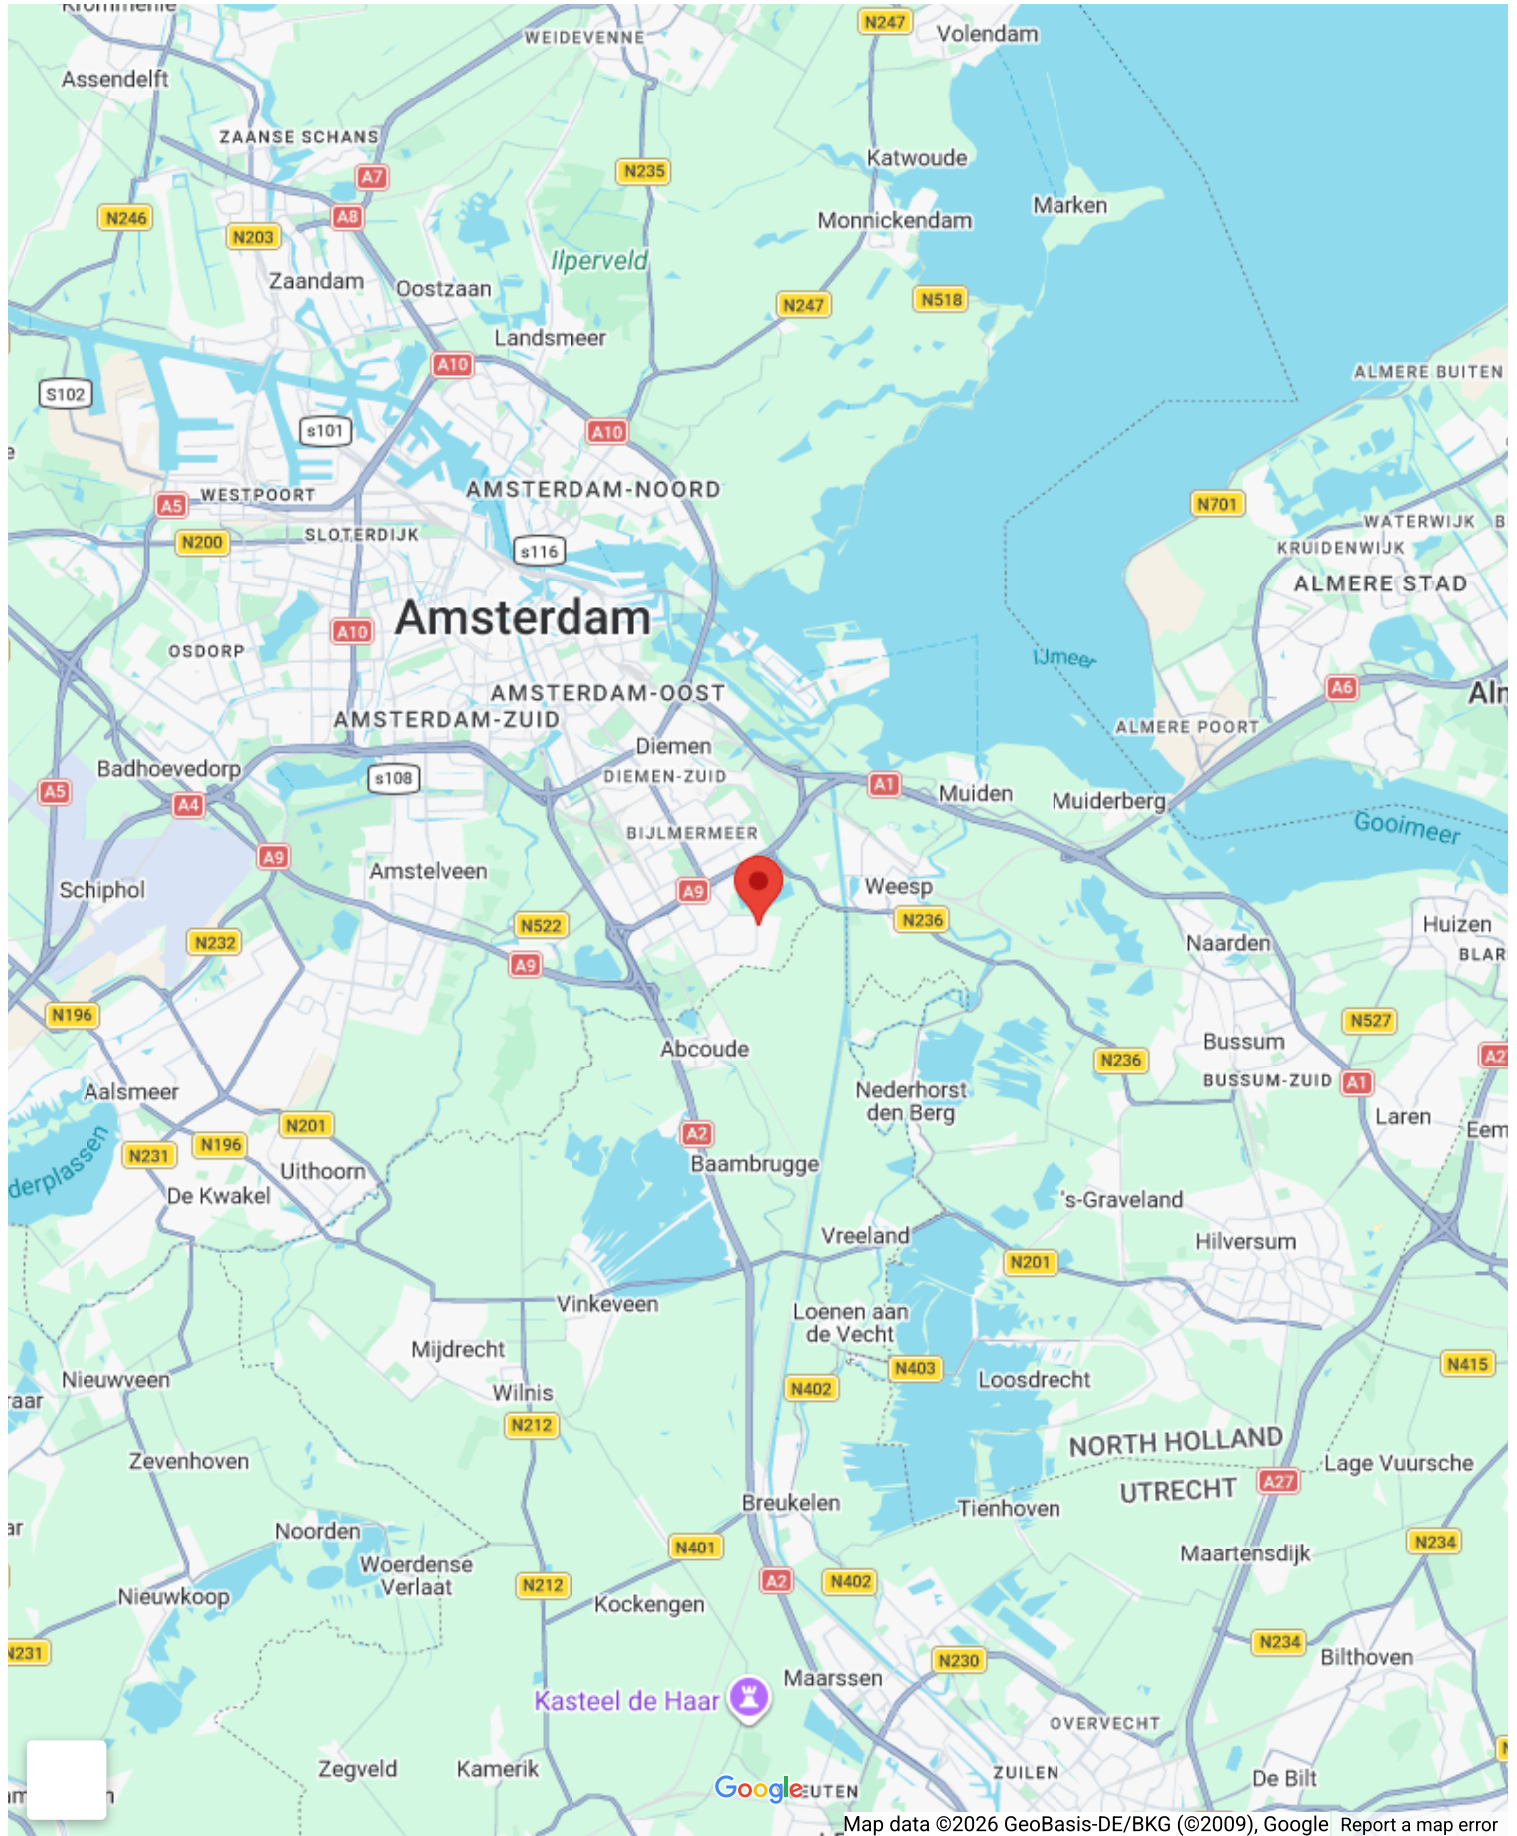 Krommenie
WEIDEVENNE
N247
Volendam
Assendelft
ZAANSE SCHANS
A7
N235
Katwoude
Marken
N246
A8
N203
Monnickendam
Ilperveld
Zaandam
Oostzaan
N247
N518
Landsmeer
A10
ALMERE BUITEN
S102
s101
A10
AMSTERDAM-NOORD
WESTPOORT
A5
N701
SLOTERDIJK
N200
s116
WATERWIJK
KRUIDENWIJK
ALMERE STAD
Amsterdam
A10
OSDORP
IJmeer
A6
AMSTERDAM-OOST
AMSTERDAM-ZUID
ALMERE POORT
Diemen
DIEMEN-ZUID
Badhoevedorp
s108
A5
A4
A1
Muiden
Muiderberg
BIJLMERMEER
Gooimeer
A9
Amstelveen
Schiphol
A9
Weesp
N522
N236
Huizen
N232
Naarden
BLAR
A9
N196
N527
Abcoude
Bussum
N236
A2
Aalsmeer
Nederhorst
den Berg
BUSSUM-ZUID
A1
Laren
N201
A2
Eem
N231
N196
derplassen
Uithoorn
Baambrugge
De Kwakel
's-Graveland
Vreeland
Hilversum
N201
Vinkeveen
Loenen aan
de Vecht
Mijdrecht
N403
N415
Nieuwveen
Loosdrecht
raar
Wilnis
N402
N212
NORTH HOLLAND
Zevenhoven
Lage Vuursche
UTRECHT
A27
Breukelen
Tienhoven
ar
Noorden
N401
N234
Maartensdijk
Woerdense
Verlaat
A2
N402
N212
Nieuwkoop
Kockengen
N231
N234
N230
Bilthoven
Maarssen
Kasteel de Haar
OVERVECHT
Zegveld
Kamerik
ZUILEN
De Bilt
Google
EUTEN
Map data ©2026 GeoBasis-DE/BKG (©2009), Google
Report a map error